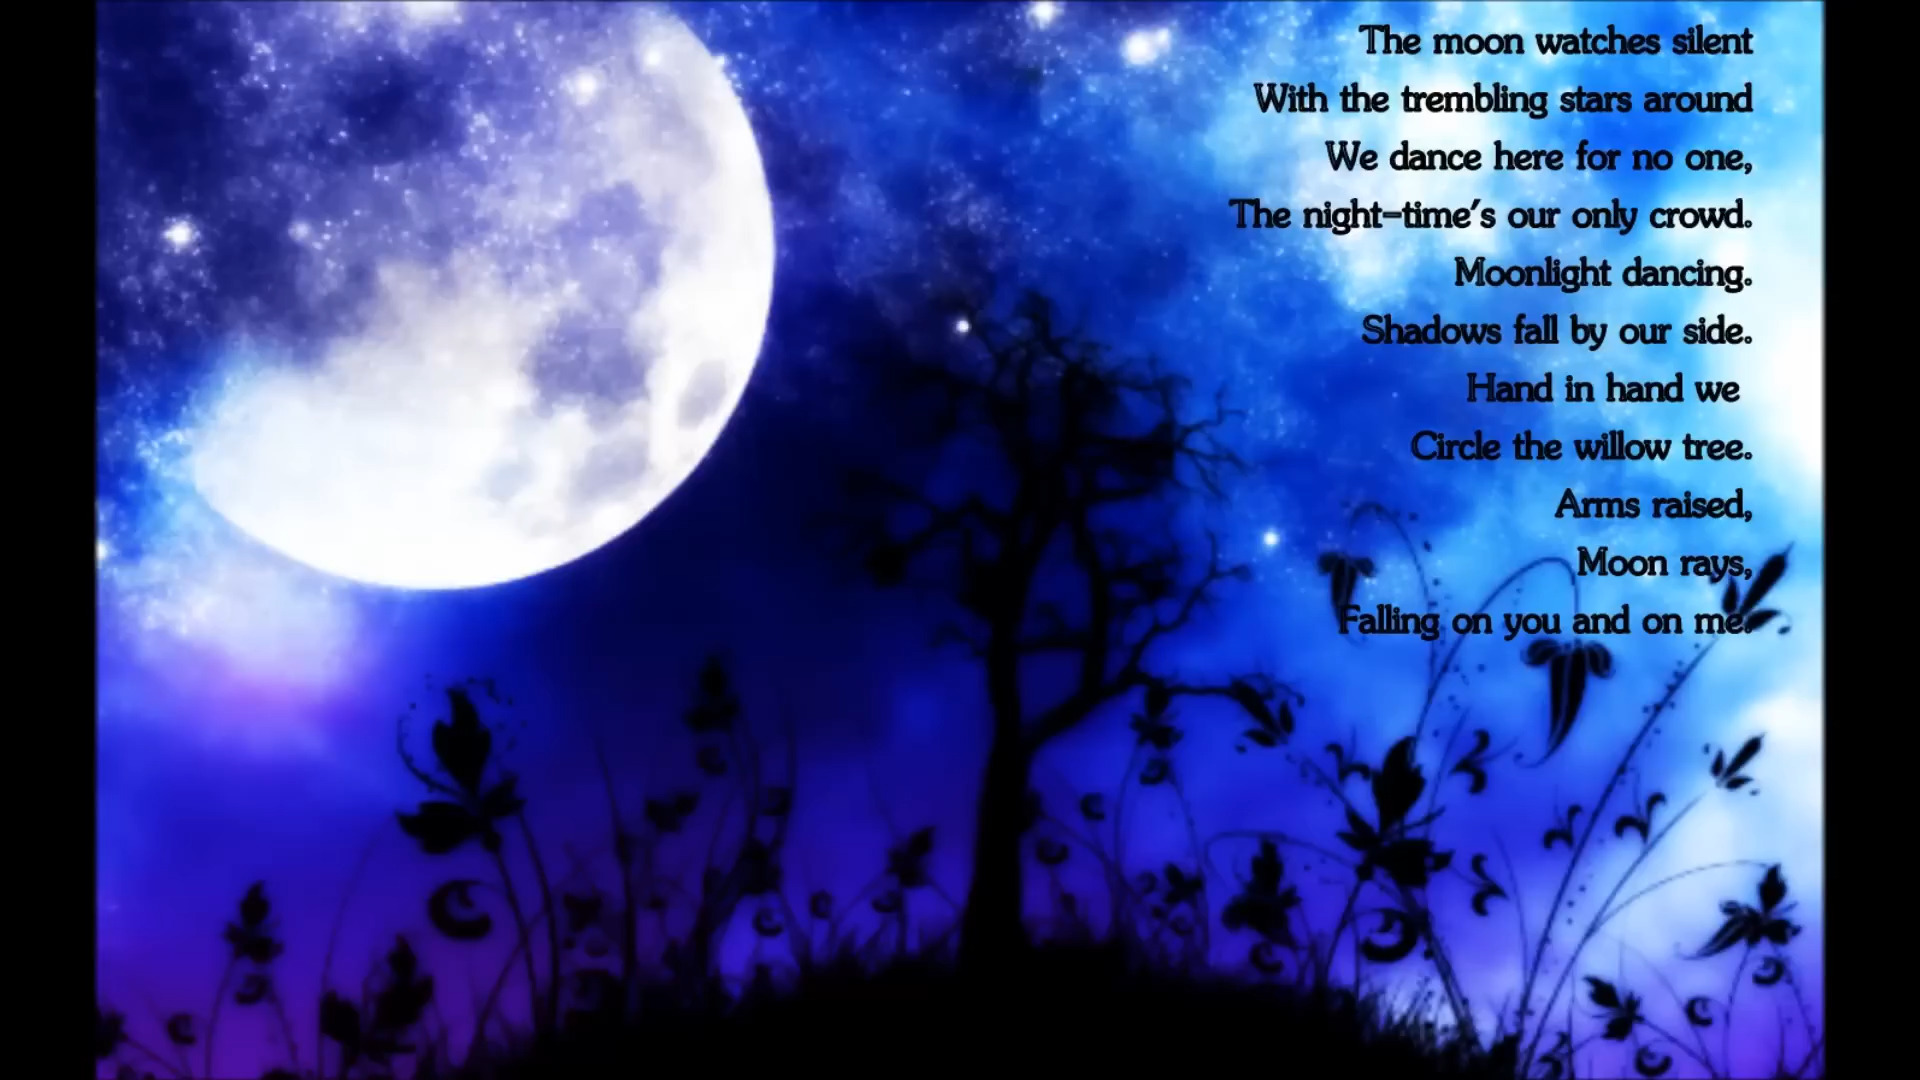 The moon watches silent
With the trembling stars around
We dance here for no one,
The night-time's our only crowd.
Moonlight dancing.
Shadows fall by our side.
Hand in hand we
Circle the willow tree.
Arms raised,
Moon rays,
Falling on you and on me.